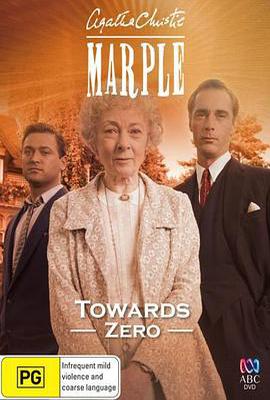 Agatha Christie
MARPLE
TOWARDS
ZERO
PG
Infrequent mild
violence and
coarse language
ABC
DVD